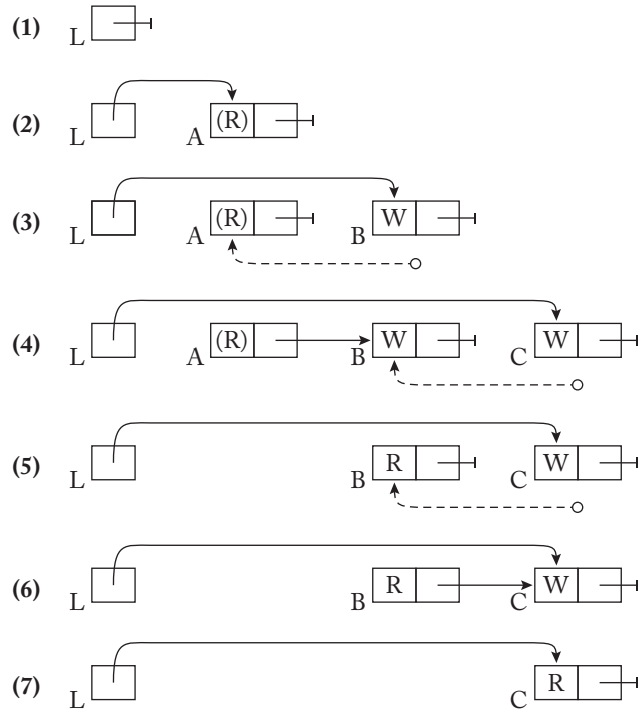 (1) L
(2) L A (R)
(3) L A (R) B W
(4) L A (R) B W C W
(5) L B R C W
(6) L B R C W
(7) L C R